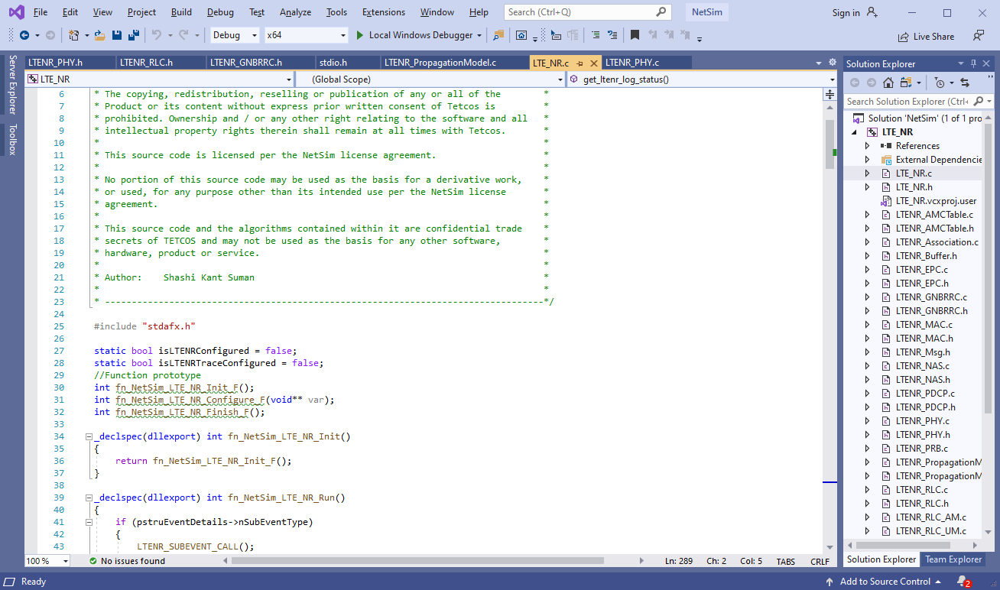 File Edit View Project Build Debug Test Analyze Tools Extensions Window Help Search (Ctrl+Q) NetSim Sign in
Debug x64 Local Windows Debugger Live Share
Server Explorer
Toolbox
LTENR_PHY.h LTENR_RLC.h LTENR_GNBRRC.h stdio.h LTENR_PropagationModel.c LTE_NR.c LTENR_PHY.c
LTE_NR (Global Scope) get_ltenr_log_status()
6 * The copying, redistribution, reselling or publication of any or all of the *
7 * Product or its content without express prior written consent of Tetcos is *
8 * prohibited. Ownership and / or any other right relating to the software and all *
9 * intellectual property rights therein shall remain at all times with Tetcos. *
10 * *
11 * This source code is licensed per the NetSim license agreement. *
12 * *
13 * No portion of this source code may be used as the basis for a derivative work, *
14 * or used, for any purpose other than its intended use per the NetSim license *
15 * agreement. *
16 * *
17 * This source code and the algorithms contained within it are confidential trade *
18 * secrets of TETCOS and may not be used as the basis for any other software, *
19 * hardware, product or service. *
20 * *
21 * Author: Shashi Kant Suman *
22 * *
23 * ----------------------------------------------------------------------------------*/
24
25 #include "stdafx.h"
26
27 static bool isLTENRConfigured = false;
28 static bool isLTENRTraceConfigured = false;
29 //Function prototype
30 int fn_NetSim_LTE_NR_Init_F();
31 int fn_NetSim_LTE_NR_Configure_F(void** var);
32 int fn_NetSim_LTE_NR_Finish_F();
33
34 _declspec(dllexport) int fn_NetSim_LTE_NR_Init()
35 {
36 return fn_NetSim_LTE_NR_Init_F();
37 }
38
39 _declspec(dllexport) int fn_NetSim_LTE_NR_Run()
40 {
41 if (pstruEventDetails->nSubEventType)
42 {
43 LTENR_SUBEVENT_CALL();
100 % No issues found Ln: 289 Ch: 2 Col: 5 TABS CRLF
Solution Explorer
Search Solution Explorer (Ctrl+
Solution 'NetSim' (1 of 1 pro
LTE_NR
References
External Dependencie
LTE_NR.c
LTE_NR.h
LTE_NR.vcxproj.user
LTENR_AMCTable.c
LTENR_AMCTable.h
LTENR_Association.c
LTENR_Buffer.h
LTENR_EPC.c
LTENR_EPC.h
LTENR_GNBRRC.c
LTENR_GNBRRC.h
LTENR_MAC.c
LTENR_MAC.h
LTENR_Msg.h
LTENR_NAS.c
LTENR_NAS.h
LTENR_PDCP.c
LTENR_PDCP.h
LTENR_PHY.c
LTENR_PHY.h
LTENR_PRB.c
LTENR_PropagationM
LTENR_PropagationM
LTENR_RLC.c
LTENR_RLC.h
LTENR_RLC_AM.c
LTENR_RLC_UM.c
Solution Explorer Team Explorer
Ready Add to Source Control 2